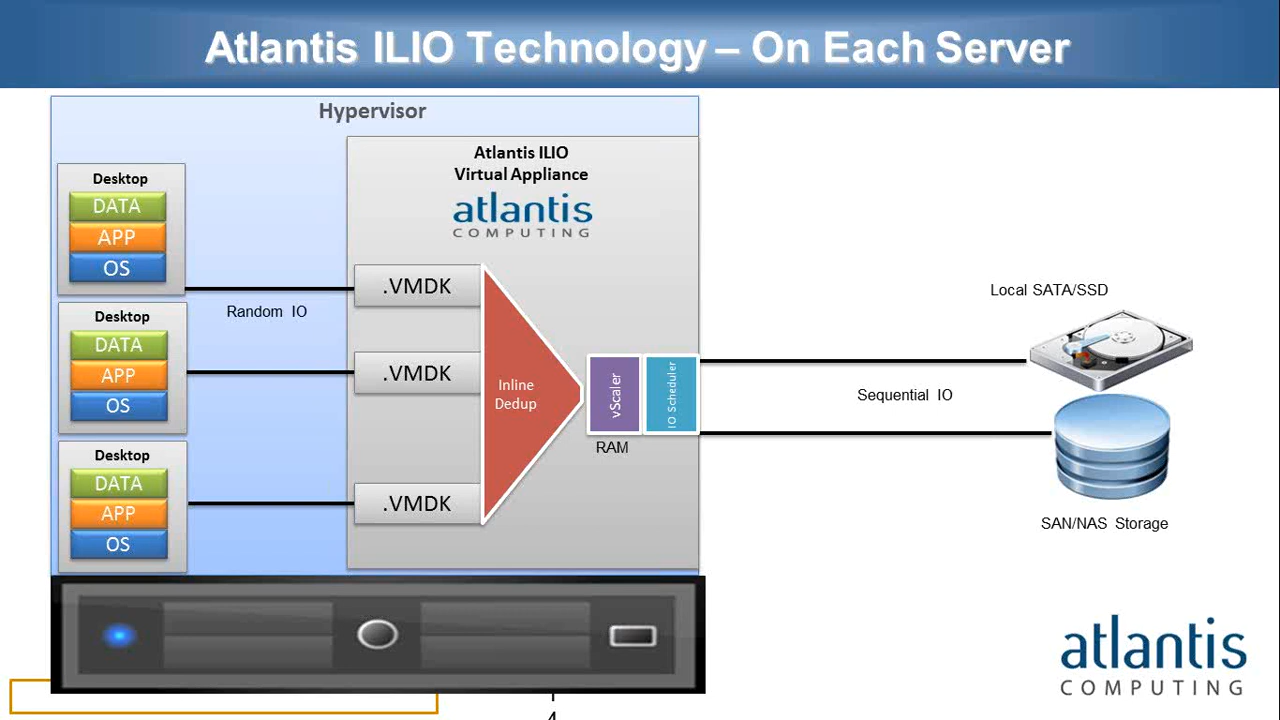 Atlantis ILIO Technology – On Each Server
Hypervisor
Atlantis ILIO
Virtual Appliance
atlantis
COMPUTING
Desktop
DATA
APP
OS
Random IO
Desktop
DATA
APP
OS
Desktop
DATA
APP
OS
.VMDK
.VMDK
.VMDK
Inline
Dedup
vScaler
IO Scheduler
RAM
Local SATA/SSD
Sequential IO
SAN/NAS Storage
atlantis
COMPUTING
4